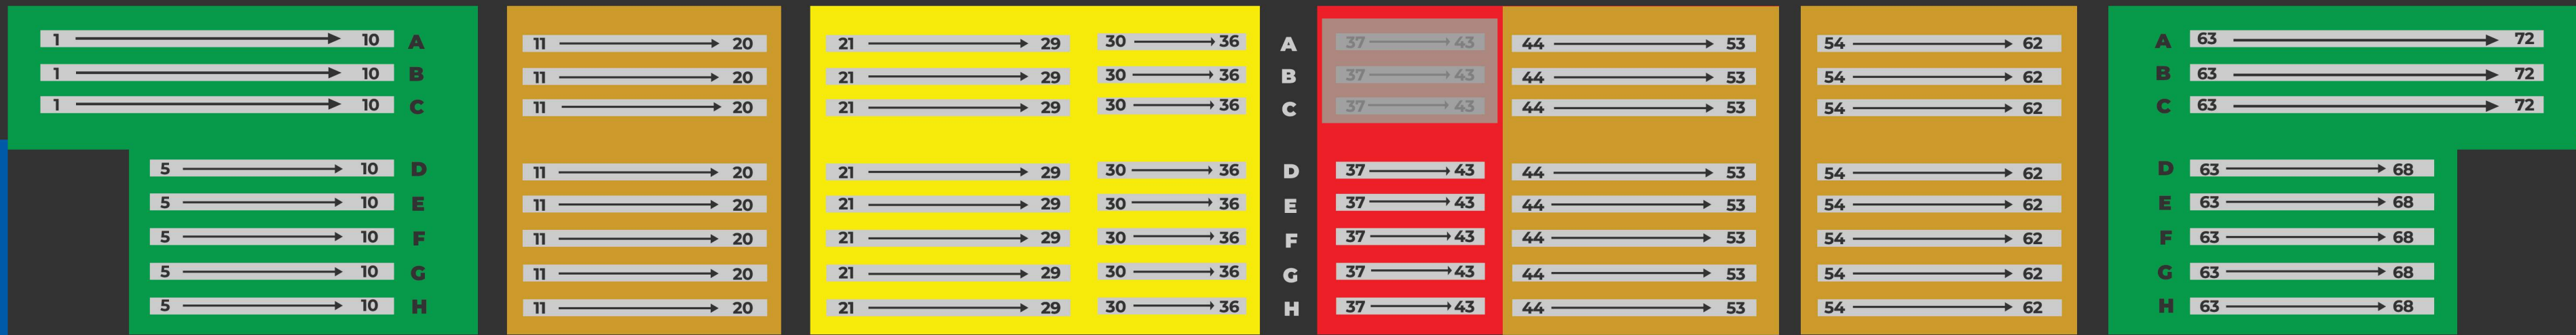 1 10 A 11 20 21 29 30 36 A 37 43 44 53 54 62 A 63 72
1 10 B 11 20 21 29 30 36 B 37 43 44 53 54 62 B 63 72
1 10 C 11 20 21 29 30 36 C 37 43 44 53 54 62 C 63 72
5 10 D 11 20 21 29 30 36 D 37 43 44 53 54 62 D 63 68
5 10 E 11 20 21 29 30 36 E 37 43 44 53 54 62 E 63 68
5 10 F 11 20 21 29 30 36 F 37 43 44 53 54 62 F 63 68
5 10 G 11 20 21 29 30 36 G 37 43 44 53 54 62 G 63 68
5 10 H 11 20 21 29 30 36 H 37 43 44 53 54 62 H 63 68